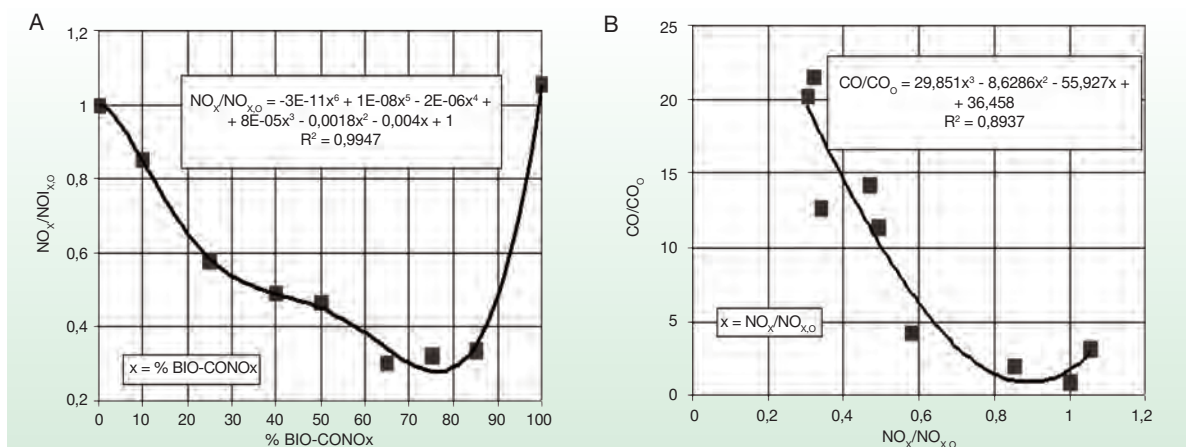 A
NOₓ/NOIₓ,O
1,2
1
0,8
0,6
0,4
0,2
NOₓ/NOₓ,O = -3E-11x⁶ + 1E-08x⁵ - 2E-06x⁴ +
+ 8E-05x³ - 0,0018x² - 0,004x + 1
R² = 0,9947
x = % BIO-CONOx
0 10 20 30 40 50 60 70 80 90 100
% BIO-CONOx
B
CO/COₒ
25
20
15
10
5
0
CO/COₒ = 29,851x³ - 8,6286x² - 55,927x +
+ 36,458
R² = 0,8937
x = NOₓ/NOₓ,O
0 0,2 0,4 0,6 0,8 1 1,2
NOₓ/NOₓ,O